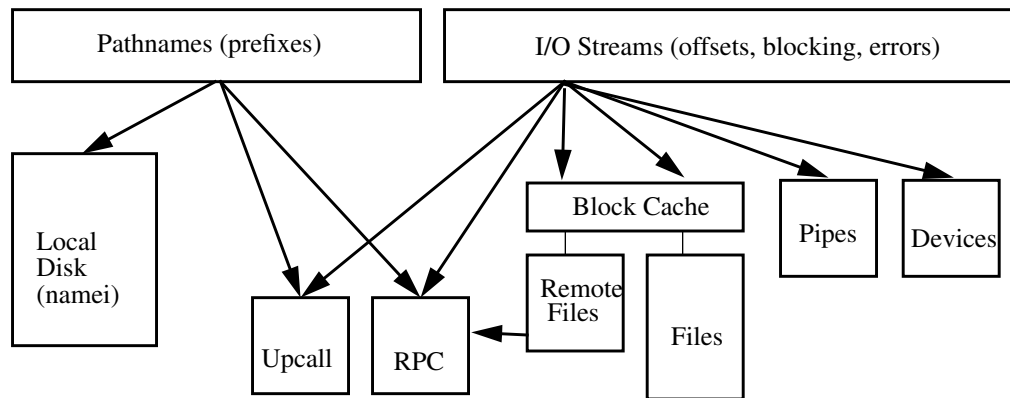 Pathnames (prefixes)
I/O Streams (offsets, blocking, errors)
Block Cache
Pipes
Devices
Local
Disk
(namei)
Remote
Files
Files
Upcall
RPC